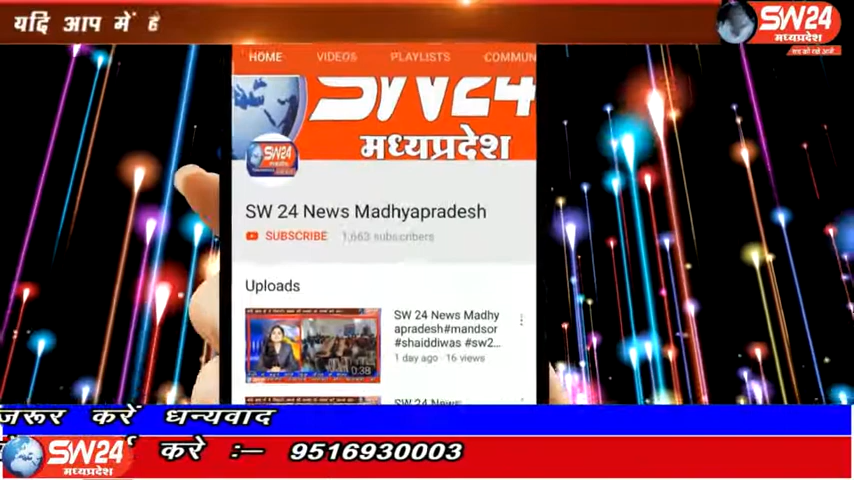 यदि आप में
SW24
मध्यप्रदेश
HOME VIDEOS PLAYLISTS COMMUN
SW24
मध्यप्रदेश
SW24
SW 24 News Madhyapradesh
SUBSCRIBE 1,663 subscribers
Uploads
SW 24 News Madhy
apradesh#mandsor
#shaiddiwas #sw2...
1 day ago · 16 views
0:38
SW 24 News
जरूर करें धन्यवाद
करे :— 9516930003
SW24
मध्यप्रदेश